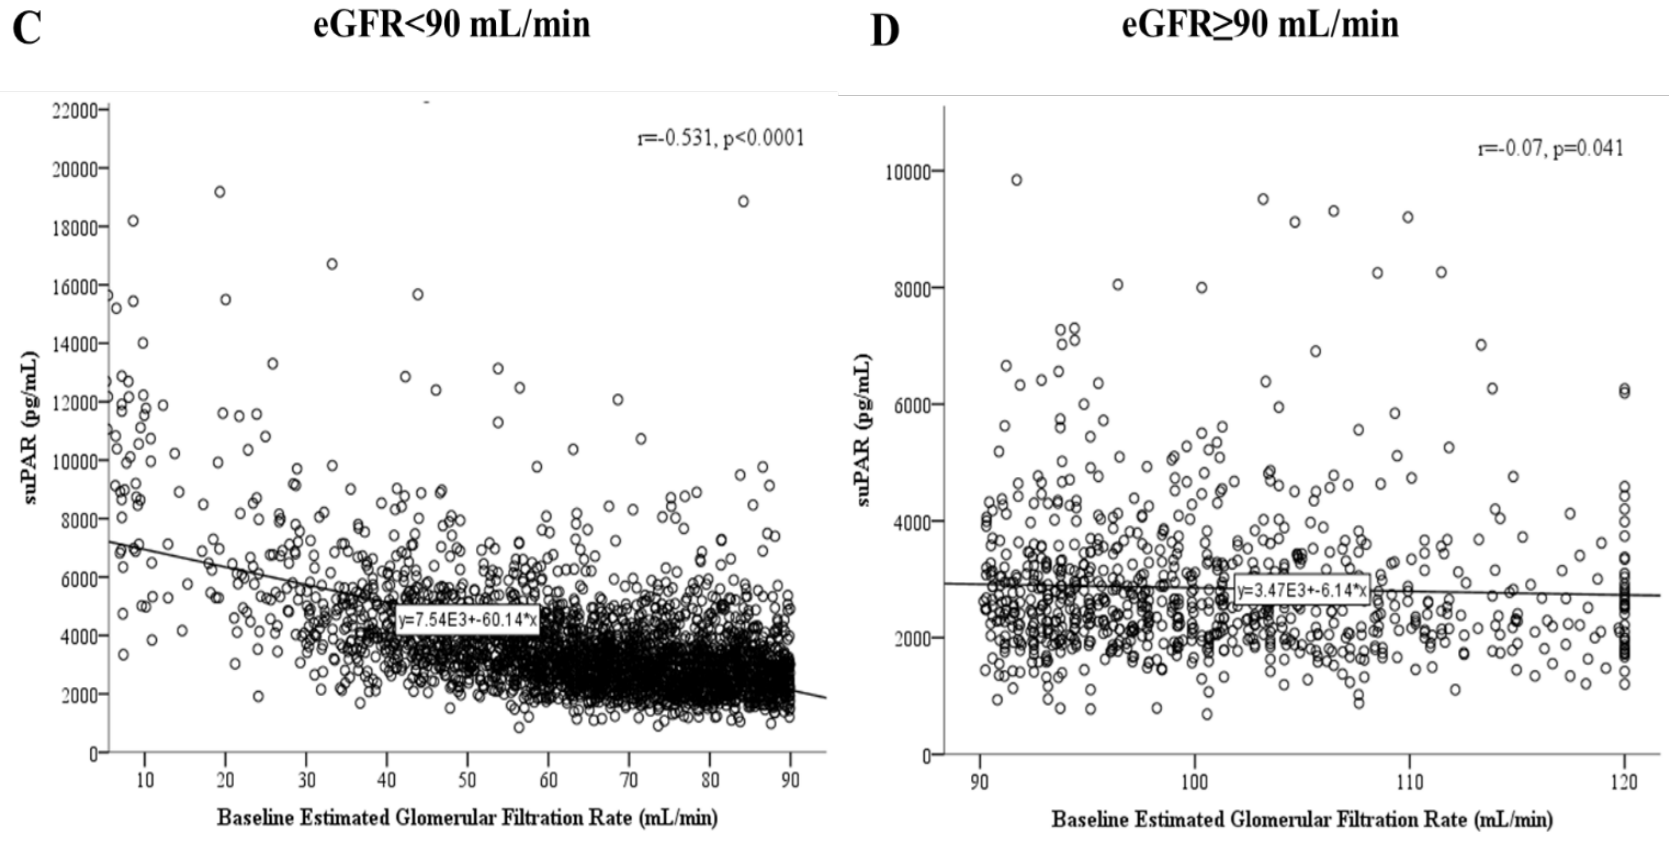 C
eGFR<90 mL/min
22000
20000
18000
16000
14000
12000
10000
8000
6000
4000
2000
0
suPAR (pg/mL)
r=-0.531, p<0.0001
y=7.54E3+-60.14*x
10 20 30 40 50 60 70 80 90
Baseline Estimated Glomerular Filtration Rate (mL/min)
D
eGFR≥90 mL/min
10000
8000
6000
4000
2000
0
suPAR (pg/mL)
r=-0.07, p=0.041
y=3.47E3+-6.14*x
90 100 110 120
Baseline Estimated Glomerular Filtration Rate (mL/min)